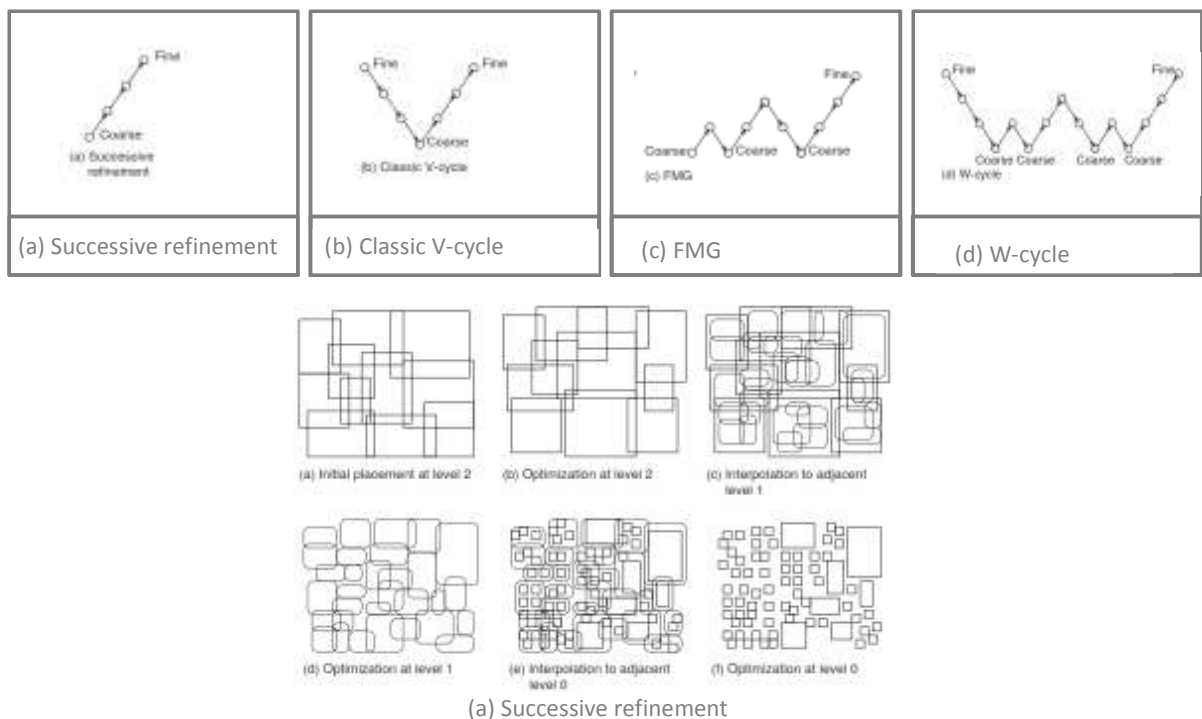 Fine
Coarse
(a) Successive
refinement
Fine
Fine
Coarse
(b) Classic V-cycle
Fine
Coarse
Coarse
Coarse
(c) FMG
Fine
Fine
Coarse Coarse
Coarse Coarse
(d) W-cycle
(a) Successive refinement
(b) Classic V-cycle
(c) FMG
(d) W-cycle
(a) Initial placement at level 2
(b) Optimization at level 2
(c) Interpolation to adjacent
level 1
(d) Optimization at level 1
(e) Interpolation to adjacent
level 0
(f) Optimization at level 0
(a) Successive refinement